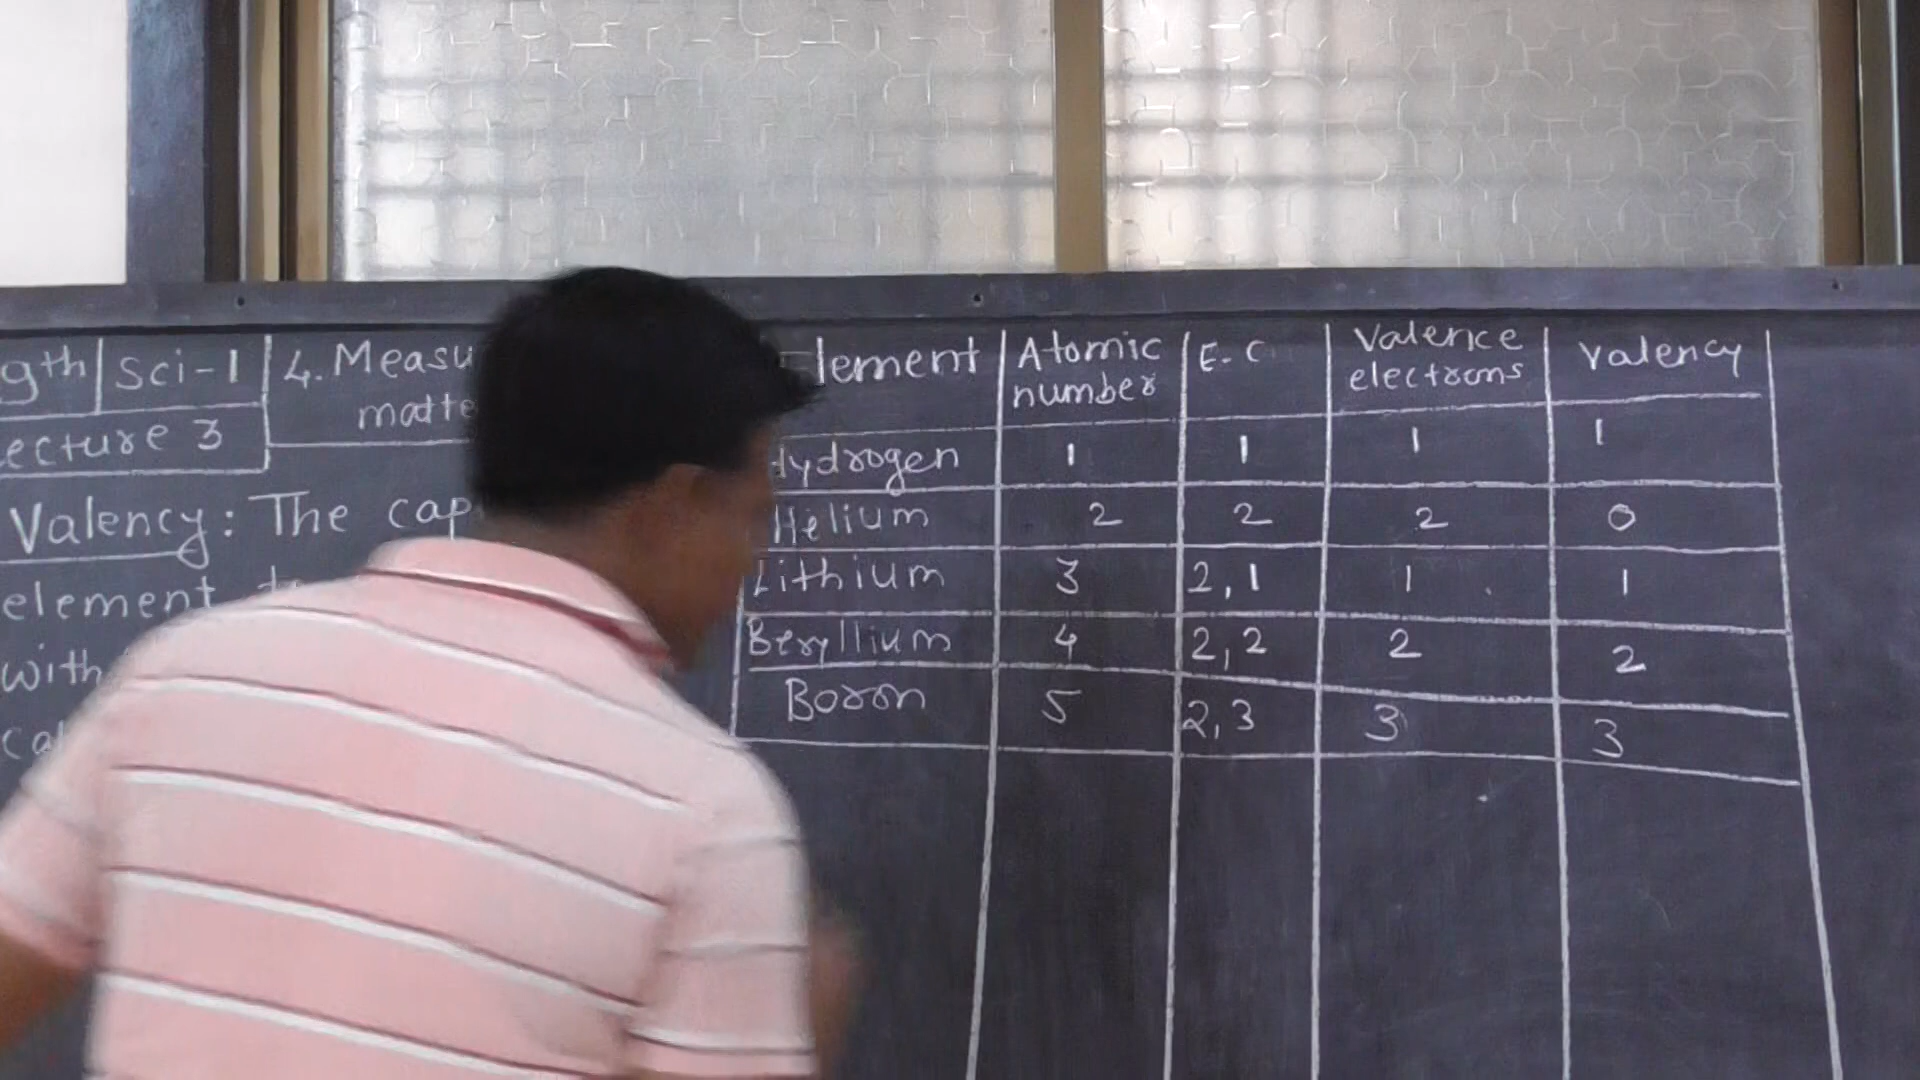 9th | Sci-1 | 4. Measu
matte
ecture 3
Valency: The cap
element
with
Element | Atomic number | E.C | Valence electrons | Valency
Hydrogen | 1 | 1 | 1 | 1
Helium | 2 | 2 | 2 | 0
Lithium | 3 | 2,1 | 1 | 1
Beryllium | 4 | 2,2 | 2 | 2
Boron | 5 | 2,3 | 3 | 3